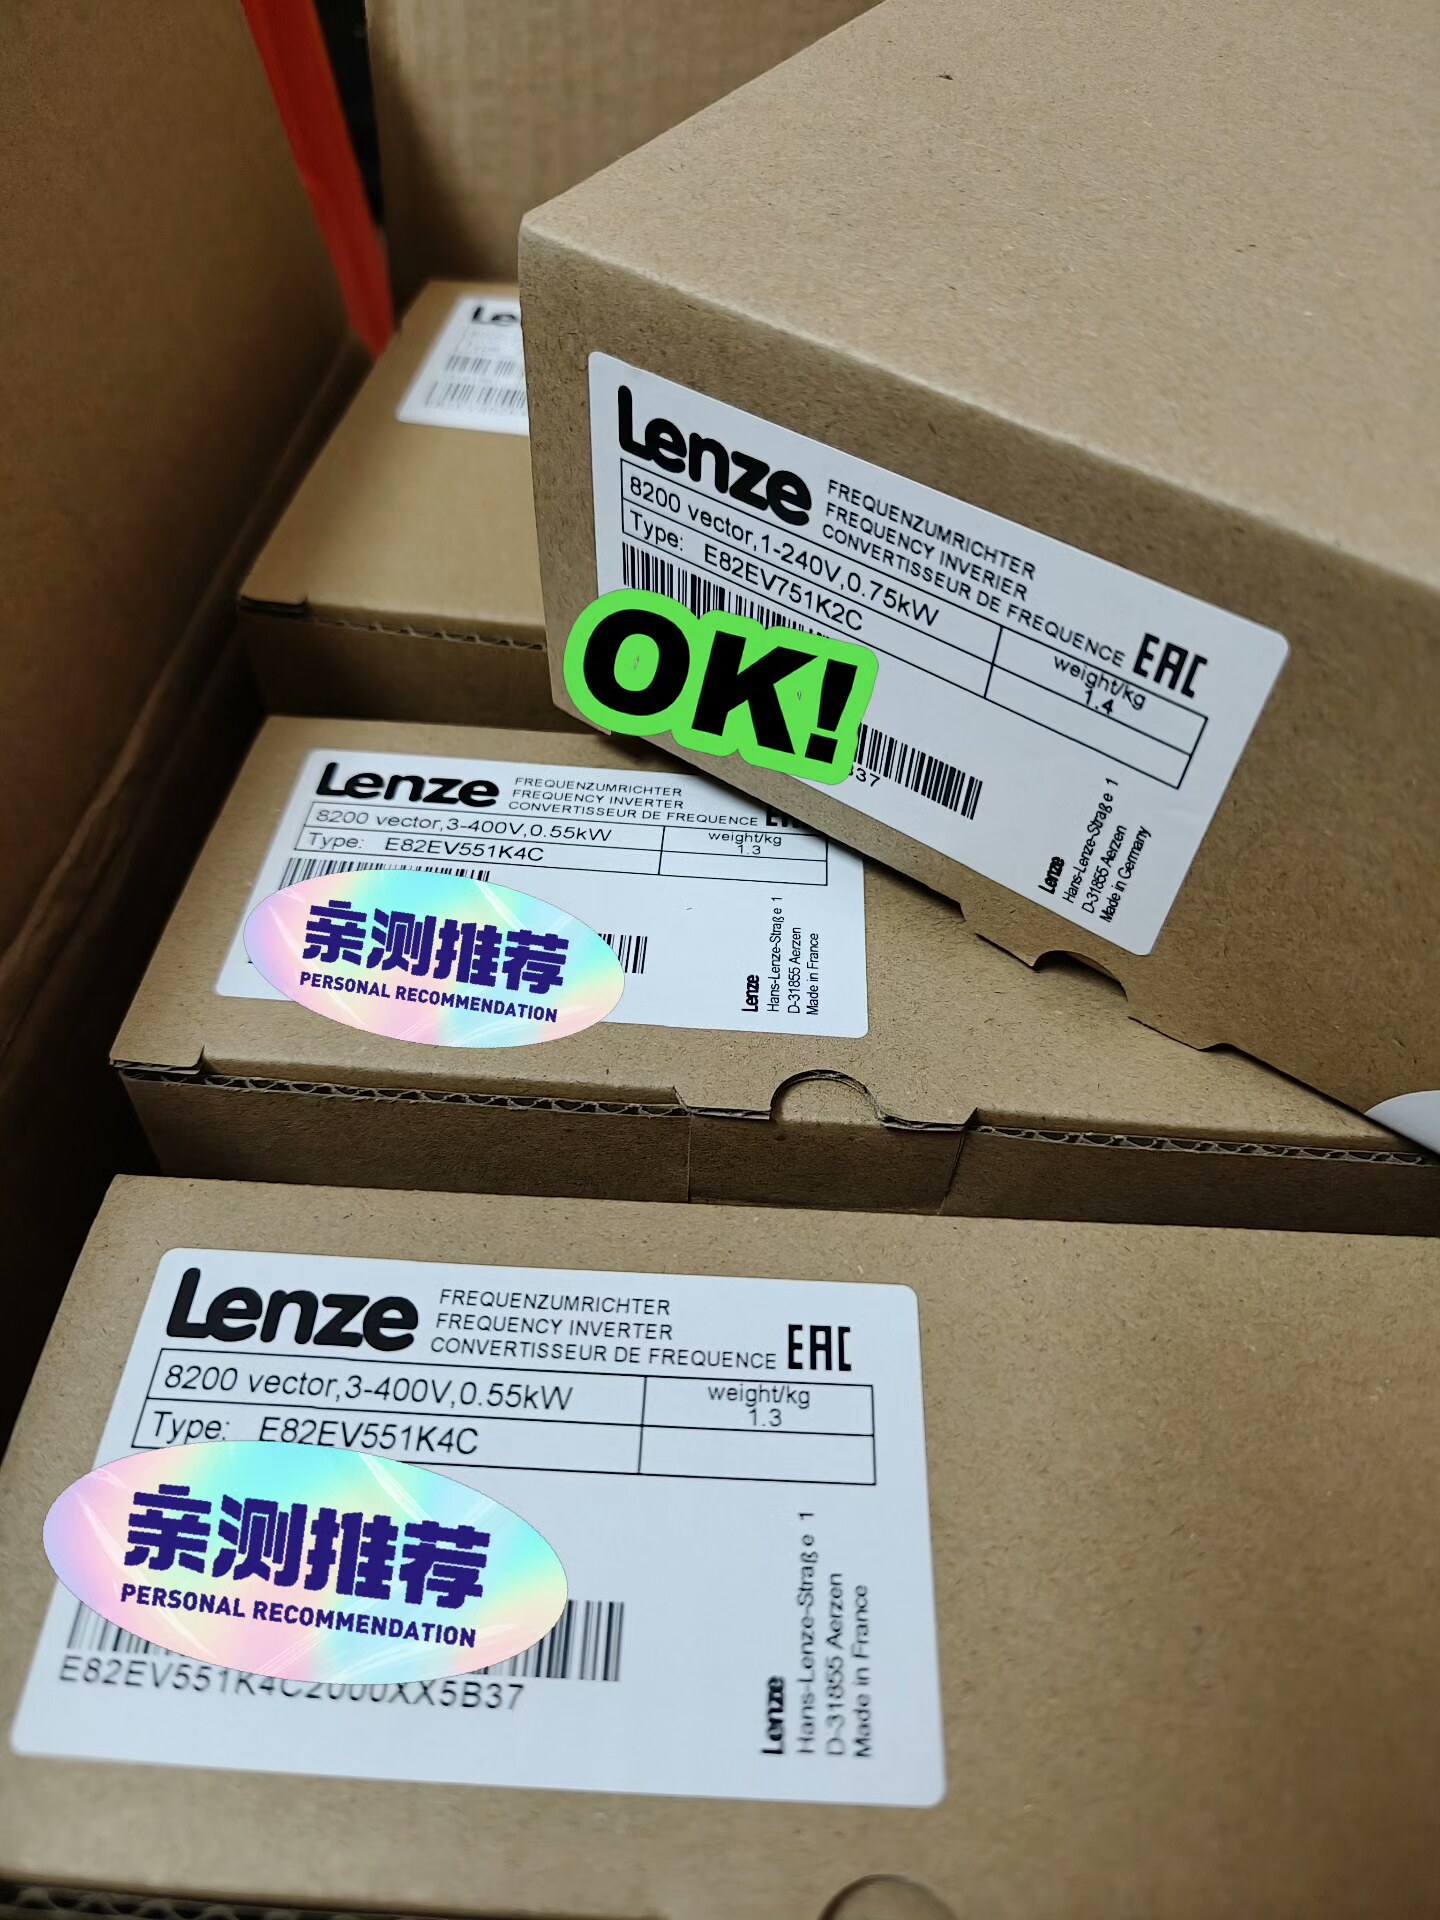 Lenze
FREQUENZUMRICHTER
FREQUENCY INVERIER
CONVERTISSEUR DE FREQUENCE
EAC
8200 vector,1-240V,0.75kW
weight/kg
1.4
Type: E82EV751K2C
OK!
B37
Lenze
Hans-Lenze-Straße 1
D-31855 Aerzen
Made in Germany
Lenze
FREQUENZUMRICHTER
FREQUENCY INVERTER
CONVERTISSEUR DE FREQUENCE
8200 vector,3-400V,0.55kW
weight/kg
1.3
Type: E82EV551K4C
亲测推荐
PERSONAL RECOMMENDATION
Lenze
Hans-Lenze-Straße 1
D-31855 Aerzen
Made in France
Lenze
FREQUENZUMRICHTER
FREQUENCY INVERTER
CONVERTISSEUR DE FREQUENCE
EAC
8200 vector,3-400V,0.55kW
weight/kg
1.3
Type: E82EV551K4C
亲测推荐
PERSONAL RECOMMENDATION
E82EV551K4C2000XX5B37
Lenze
Hans-Lenze-Straße 1
D-31855 Aerzen
Made in France